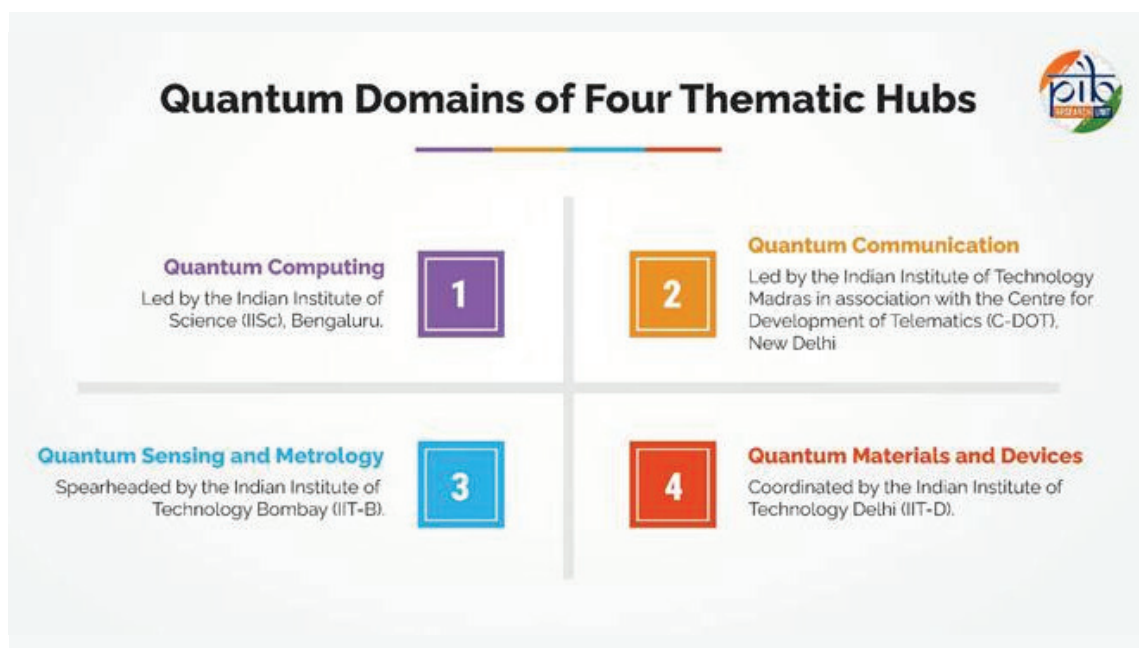 Quantum Domains of Four Thematic Hubs
pib
RESEARCH UNIT
Quantum Computing
Led by the Indian Institute of
Science (IISc), Bengaluru.
1
2
Quantum Communication
Led by the Indian Institute of Technology
Madras in association with the Centre for
Development of Telematics (C-DOT),
New Delhi
Quantum Sensing and Metrology
Spearheaded by the Indian Institute of
Technology Bombay (IIT-B).
3
4
Quantum Materials and Devices
Coordinated by the Indian Institute of
Technology Delhi (IIT-D).